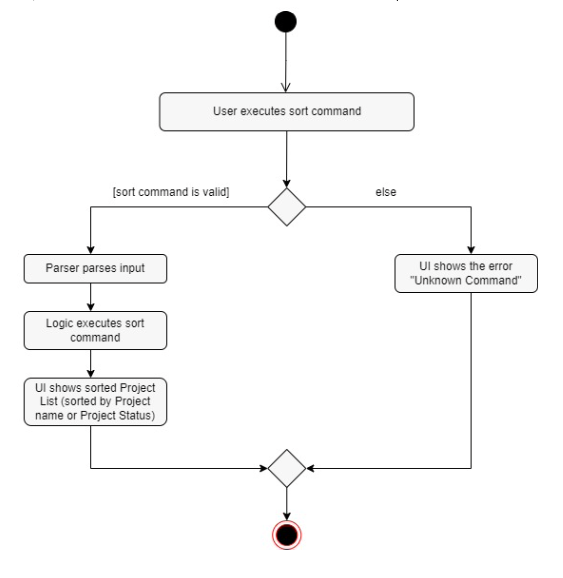 User executes sort command
[sort command is valid]
else
Parser parses input
UI shows the error
"Unknown Command"
Logic executes sort
command
UI shows sorted Project
List (sorted by Project
name or Project Status)